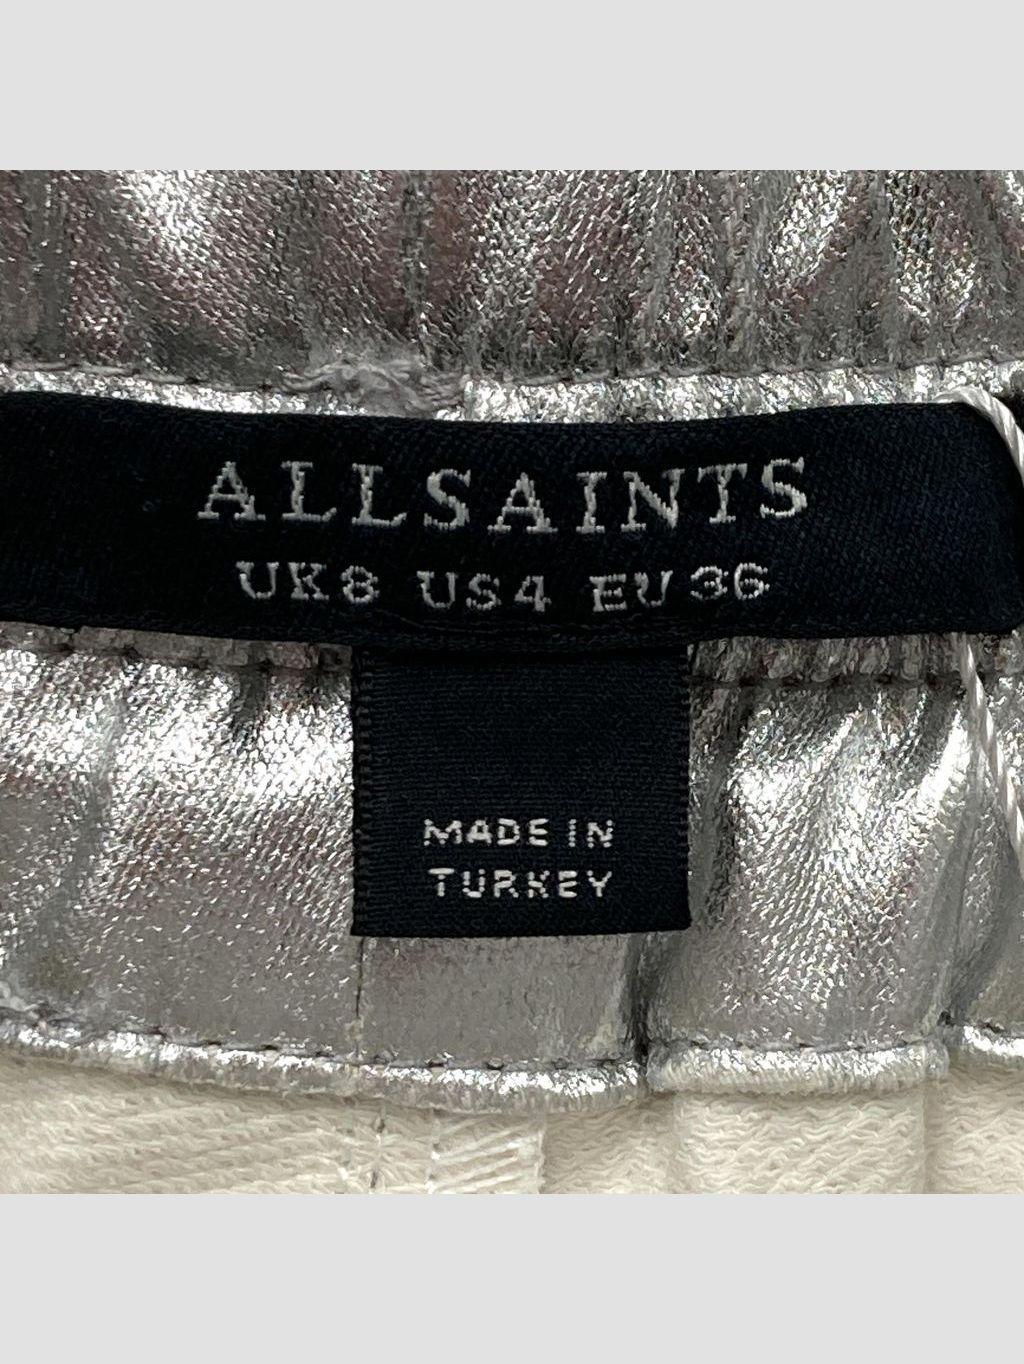 ALLSAINTS
UK8 US4 EU36
MADE IN
TURKEY